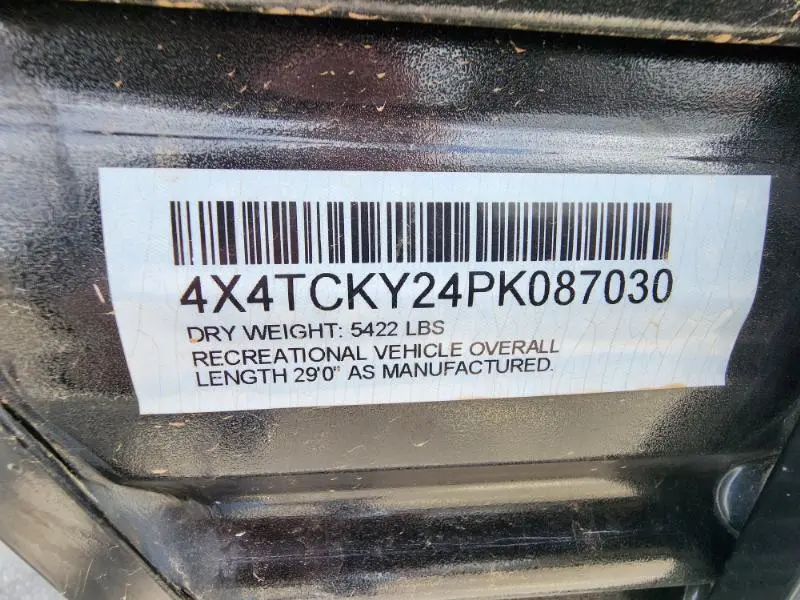 4X4TCKY24PK087030
DRY WEIGHT: 5422 LBS
RECREATIONAL VEHICLE OVERALL
LENGTH 29'0" AS MANUFACTURED.